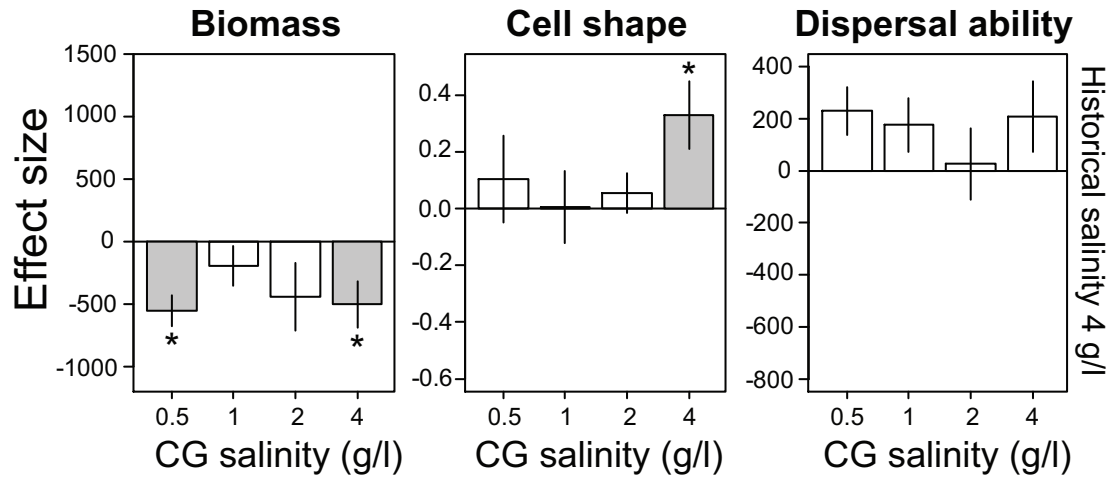 Biomass
Cell shape
Dispersal ability
Effect size
1500
1000
500
0
-500
-1000
*
*
0.5 1 2 4
CG salinity (g/l)
0.4
0.2
0.0
-0.2
-0.4
-0.6
*
0.5 1 2 4
CG salinity (g/l)
400
200
0
-200
-400
-600
-800
0.5 1 2 4
CG salinity (g/l)
Historical salinity 4 g/l